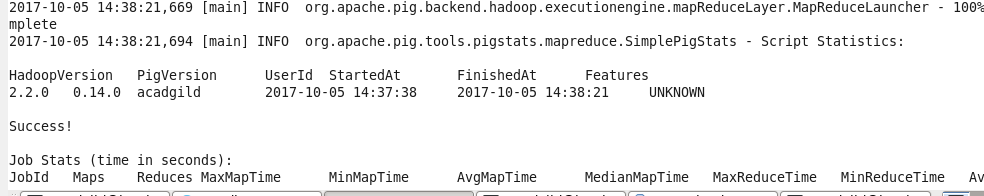 2017-10-05 14:38:21,669 [main] INFO  org.apache.pig.backend.hadoop.executionengine.mapReduceLayer.MapReduceLauncher - 100%
mplete
2017-10-05 14:38:21,694 [main] INFO  org.apache.pig.tools.pigstats.mapreduce.SimplePigStats - Script Statistics:
HadoopVersion   PigVersion      UserId  StartedAt       FinishedAt      Features
2.2.0   0.14.0  acadgild        2017-10-05 14:37:38     2017-10-05 14:38:21     UNKNOWN
Success!
Job Stats (time in seconds):
JobId   Maps    Reduces MaxMapTime      MinMapTime      AvgMapTime      MedianMapTime   MaxReduceTime   MinReduceTime   Av